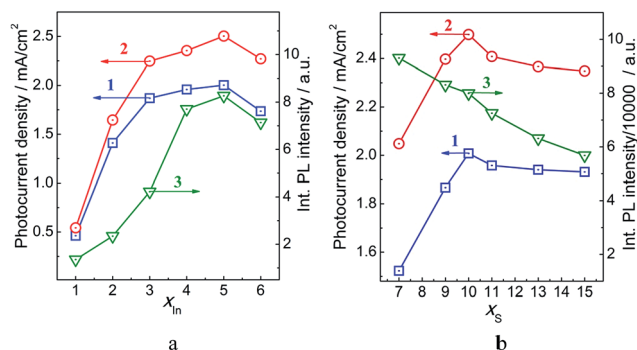 Photocurrent density / mA/cm²
2.5
2.0
1.5
1.0
0.5
2
1
3
10
8
6
4
2
Int. PL intensity / a.u.
1 2 3 4 5 6
X_In
a
Photocurrent density / mA/cm²
2.4
2.2
2.0
1.8
1.6
2
3
1
10
8
6
4
2
Int. PL intensity/10000 / a.u.
7 8 9 10 11 12 13 14 15
X_S
b